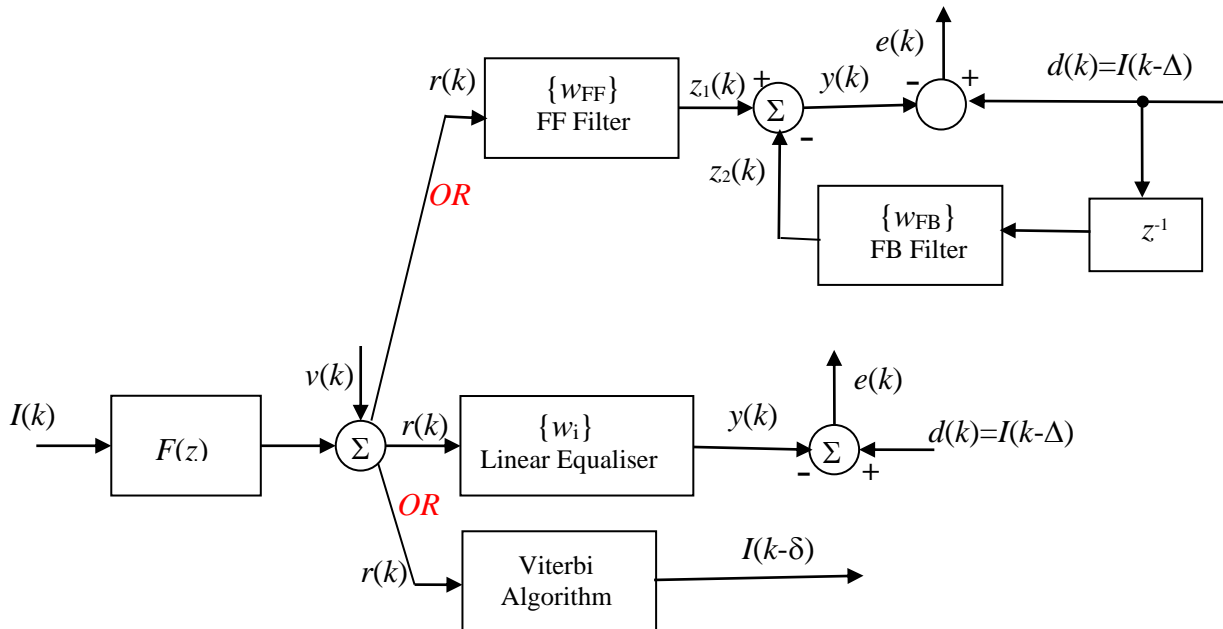 e(k)
r(k)
{wFF}
FF Filter
z1(k)
+
Σ
-
y(k)
-
+
d(k)=I(k-Δ)
OR
z2(k)
{wFB}
FB Filter
z-1
I(k)
F(z)
v(k)
Σ
r(k)
{wi}
Linear Equaliser
y(k)
e(k)
Σ
-
+
d(k)=I(k-Δ)
OR
r(k)
Viterbi
Algorithm
I(k-δ)